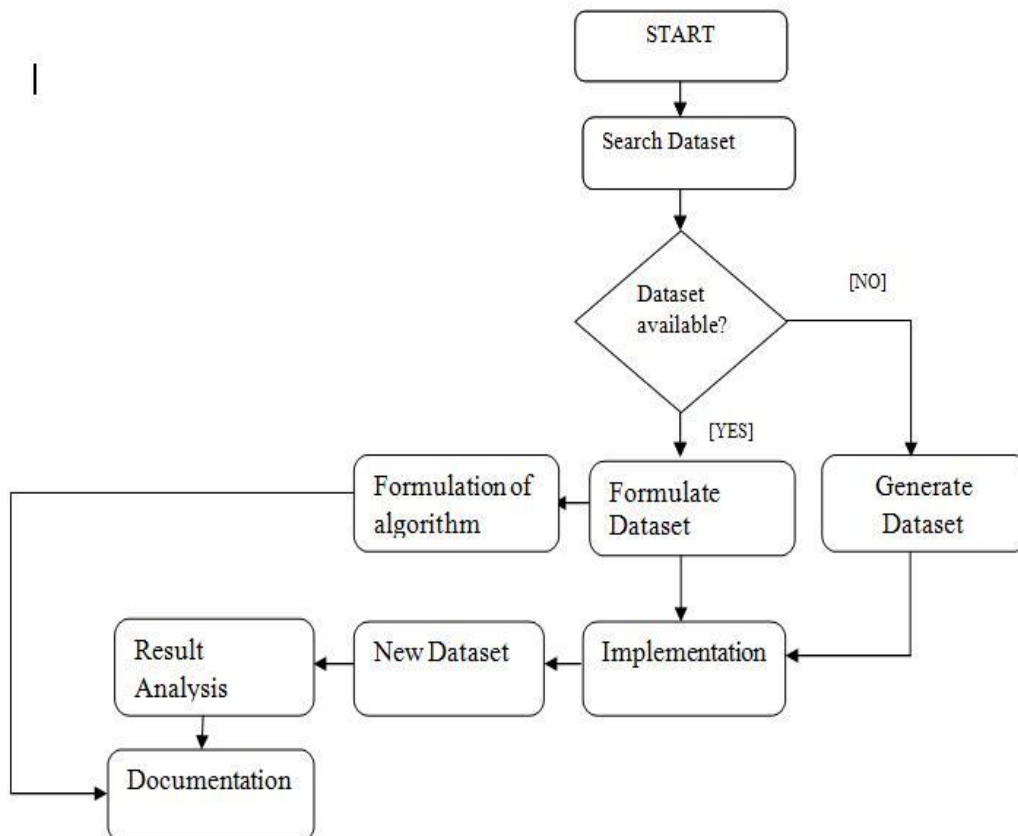 START
Search Dataset
Dataset
available?
[NO]
[YES]
Formulation of
algorithm
Formulate
Dataset
Generate
Dataset
Result
Analysis
New Dataset
Implementation
Documentation